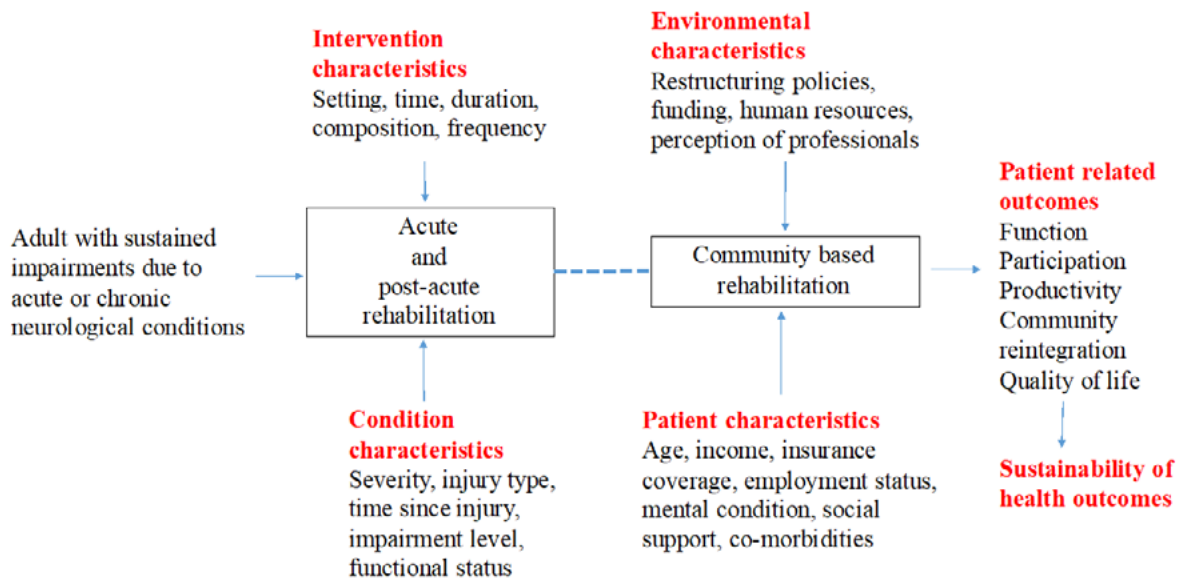 Intervention
characteristics
Setting, time, duration,
composition, frequency
Environmental
characteristics
Restructuring policies,
funding, human resources,
perception of professionals
Adult with sustained
impairments due to
acute or chronic
neurological conditions
Acute
and
post-acute
rehabilitation
Community based
rehabilitation
Patient related
outcomes
Function
Participation
Productivity
Community
reintegration
Quality of life
Condition
characteristics
Severity, injury type,
time since injury,
impairment level,
functional status
Patient characteristics
Age, income, insurance
coverage, employment status,
mental condition, social
support, co-morbidities
Sustainability of
health outcomes